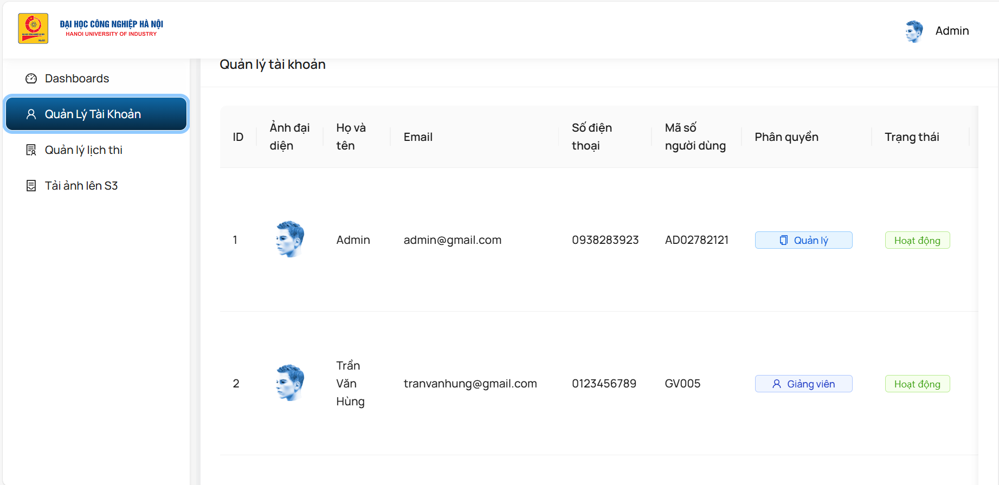 ĐẠI HỌC CÔNG NGHIỆP HÀ NỘI
HANOI UNIVERSITY OF INDUSTRY
Admin
Dashboards
Quản Lý Tài Khoản
Quản lý lịch thi
Tải ảnh lên S3
Quản lý tài khoản
ID
Ảnh đại
diện
Họ và
tên
Email
Số điện
thoại
Mã số
người dùng
Phân quyền
Trạng thái
1
Admin
admin@gmail.com
0938283923
AD02782121
Quản lý
Hoạt động
2
Trần
Văn
Hùng
tranvanhung@gmail.com
0123456789
GV005
Giảng viên
Hoạt động